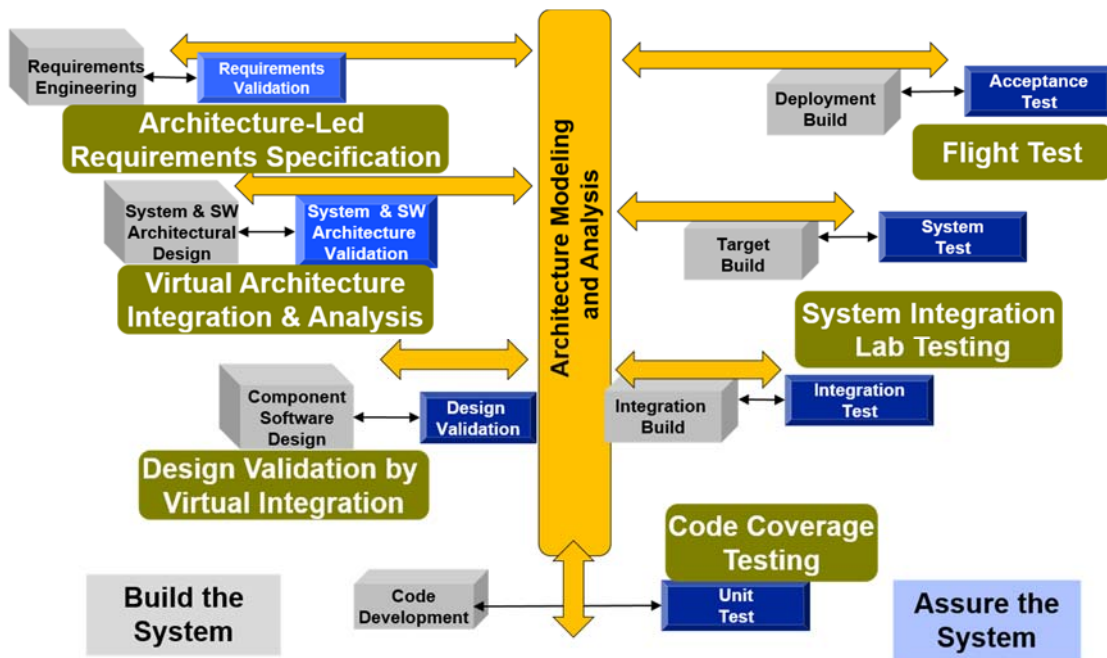 Requirements
Engineering
Requirements
Validation
Architecture-Led
Requirements Specification
System & SW
Architectural
Design
System & SW
Architecture
Validation
Virtual Architecture
Integration & Analysis
Component
Software
Design
Design
Validation
Design Validation by
Virtual Integration
Build the
System
Code
Development
Architecture Modeling
and Analysis
Deployment
Build
Acceptance
Test
Flight Test
Target
Build
System
Test
System Integration
Lab Testing
Integration
Build
Integration
Test
Code Coverage
Testing
Unit
Test
Assure the
System